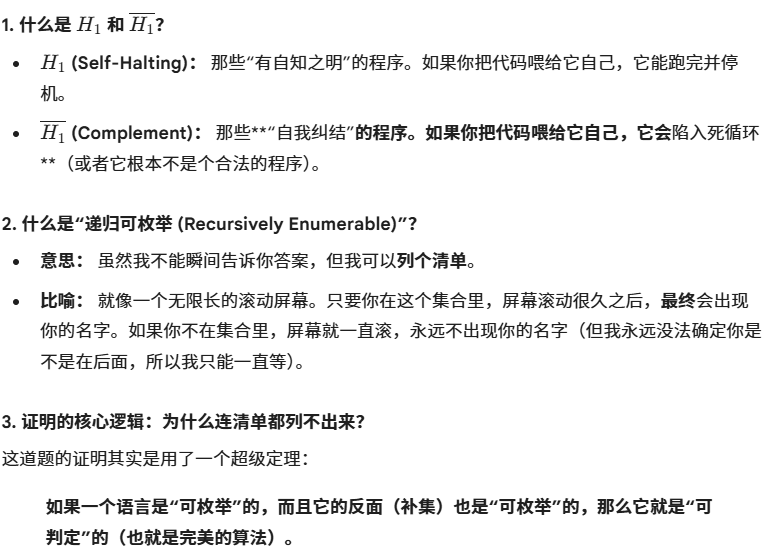 1. 什么是 H₁ 和 H̅₁?
• H₁ (Self-Halting)： 那些“有自知之明”的程序。如果你把代码喂给它自己，它能跑完并停
机。
• H̅₁ (Complement)： 那些**“自我纠结”的程序。如果你把代码喂给它自己，它会陷入死循环
**（或者它根本不是个合法的程序）。
2. 什么是“递归可枚举 (Recursively Enumerable)”？
• 意思： 虽然我不能瞬间告诉你答案，但我可以列个清单。
• 比喻： 就像一个无限长的滚动屏幕。只要你在这个集合里，屏幕滚动很久之后，最终会出现
你的名字。如果你不在集合里，屏幕就一直滚，永远不出现你的名字（但我永远没法确定你是
不是在后面，所以我只能一直等）。
3. 证明的核心逻辑：为什么连清单都列不出来？
这道题的证明其实是用了一个超级定理：
如果一个语言是“可枚举”的，而且它的反面（补集）也是“可枚举”的，那么它就是“可
判定”的（也就是完美的算法）。